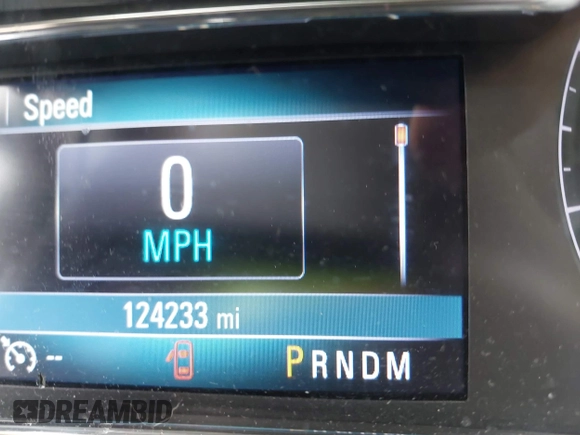 Speed
0
MPH
124233 mi
--
PRNDM
DREAMBID